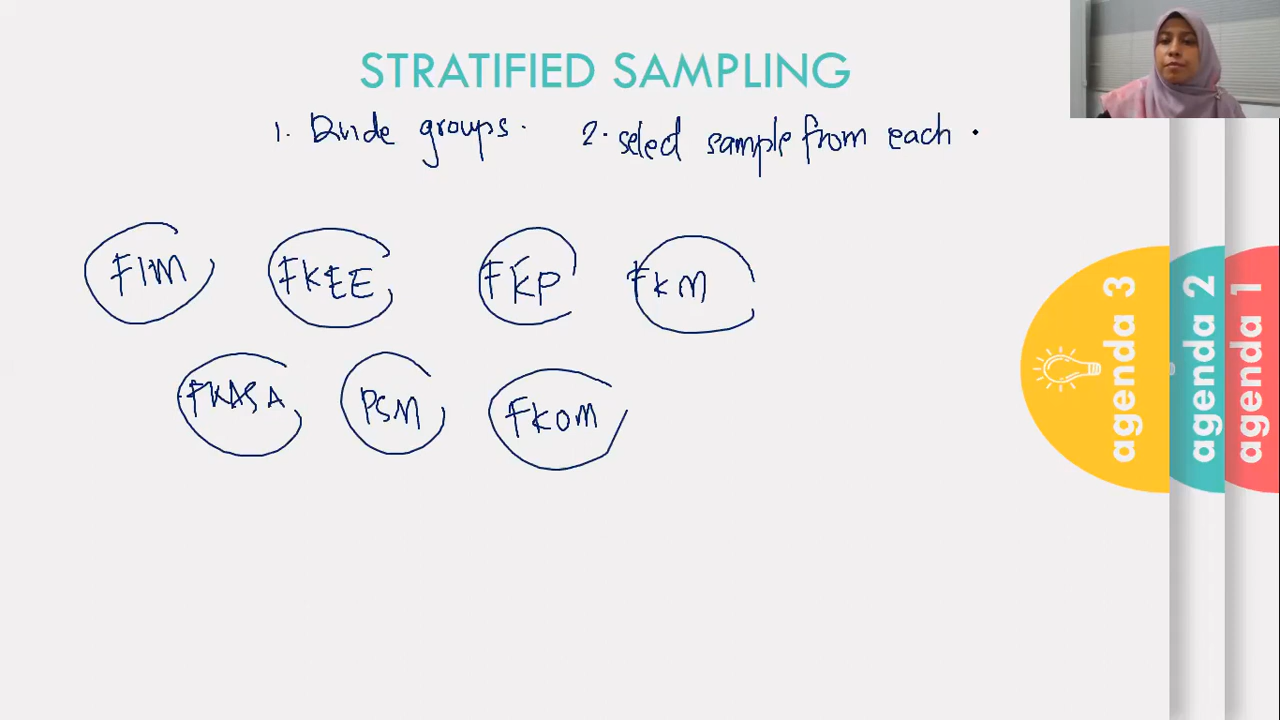 STRATIFIED SAMPLING
1. Divide groups. 2. select sample from each.
FIM FKEE FKP FKM
FKASA PSM FKOM
agenda 3
agenda 2
agenda 1